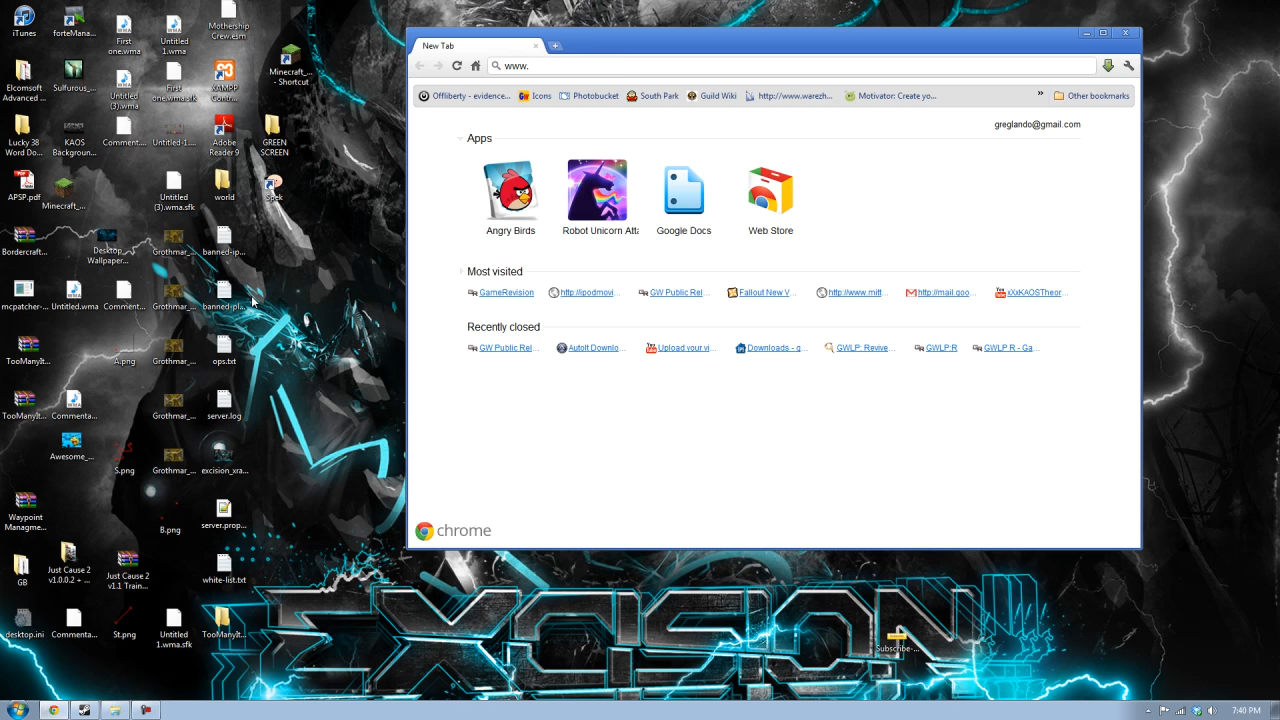 iTunes
forteMana...
First
one.wma
Untitled
1.wma
Mothership
Crew.esm
Minecraft_...
- Shortcut
Elcomsoft
Advanced ...
Sulfurous_...
Untitled
(3).wma
First
one.wma.sfk
XAMPP
Contr...
Lucky 38
Word Do...
KAOS
Backgroun...
Comment...
Untitled-1....
Adobe
Reader 9
GREEN
SCREEN
APSP.pdf
Minecraft_...
Untitled
(3).wma.sfk
world
Spek
Bordercraft...
Desktop_
Wallpaper...
Grothmar_...
banned-ip...
mcpatcher-...
Untitled.wma
Comment...
Grothmar_...
banned-pl...
TooManyIt...
A.png
Grothmar_...
ops.txt
TooManyIt...
Commenta...
Grothmar_...
server.log
Awesome_...
S.png
Grothmar_...
excision_xra...
Waypoint
Managme...
B.png
server.prop...
GB
Just Cause 2
v1.0.0.2 + ...
Just Cause 2
v1.1 Train...
white-list.txt
desktop.ini
Commenta...
St.png
Untitled
1.wma.sfk
TooManyIt...
New Tab
www.
Offliberty - evidence...
Icons
Photobucket
South Park
Guild Wiki
http://www.warezh...
Motivator: Create yo...
»
Other bookmarks
greglando@gmail.com
Apps
Angry Birds
Robot Unicorn Atta
Google Docs
Web Store
Most visited
GameRevision
http://ipodmovi...
GW Public Rel...
Fallout New V...
http://www.mift...
http://mail.goo...
xXxKAOSTheor...
Recently closed
GW Public Rel...
AutoIt Downlo...
Upload your vi...
Downloads - g...
GWLP: Revive...
GWLP:R
GWLP R - Ga...
chrome
EXCISION
Subscribe-...
7:40 PM